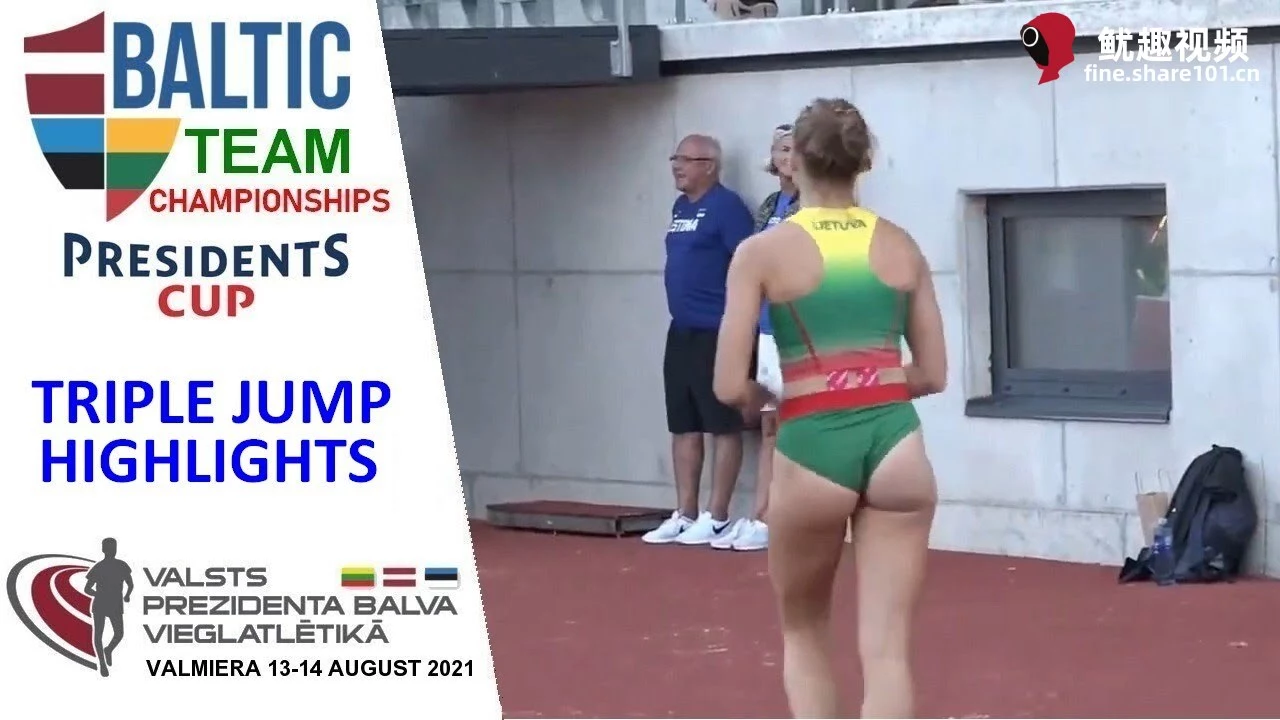 BALTIC
TEAM
CHAMPIONSHIPS
PRESIDENTS
CUP
TRIPLE JUMP
HIGHLIGHTS
VALSTS
PREZIDENTA BALVA
VIEGLATLĒTIKĀ
VALMIERA 13-14 AUGUST 2021
鱿趣视频
fine.share101.cn
LIETUVA